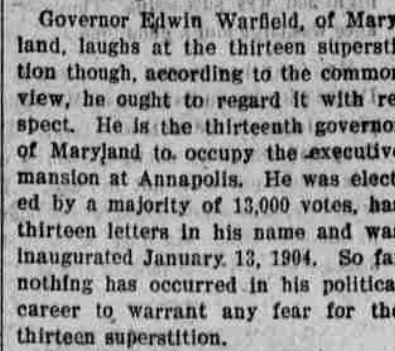 Governor Edwin Warfield, of Mary
land, laughs at the thirteen supersti
tion though, according to the common
view, he ought to regard it with re
spect. He is the thirteenth governor
of Maryland to occupy the executive
mansion at Annapolis. He was elect
ed by a majority of 13,000 votes, has
thirteen letters in his name and was
inaugurated January 13, 1904. So far
nothing has occurred in his political
career to warrant any fear for the
thirteen superstition.